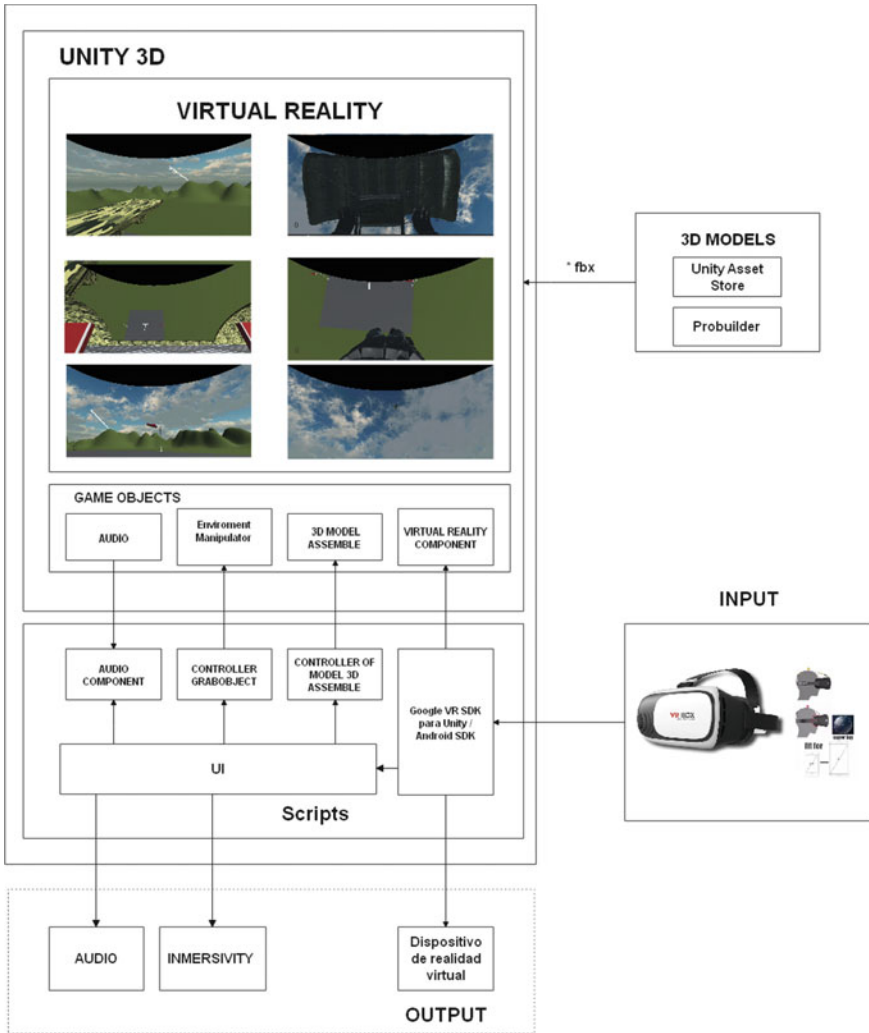 UNITY 3D
VIRTUAL REALITY
3D MODELS
Unity Asset
Store
Probuilder
* fbx
GAME OBJECTS
AUDIO
Enviroment
Manipulator
3D MODEL
ASSEMBLE
VIRTUAL REALITY
COMPONENT
INPUT
AUDIO
COMPONENT
CONTROLLER
GRABOBJECT
CONTROLLER OF
MODEL 3D
ASSEMBLE
Google VR SDK
para Unity /
Android SDK
VR BOX
fit for
UI
Scripts
AUDIO
INMERSIVITY
Dispositivo
de realidad
virtual
OUTPUT